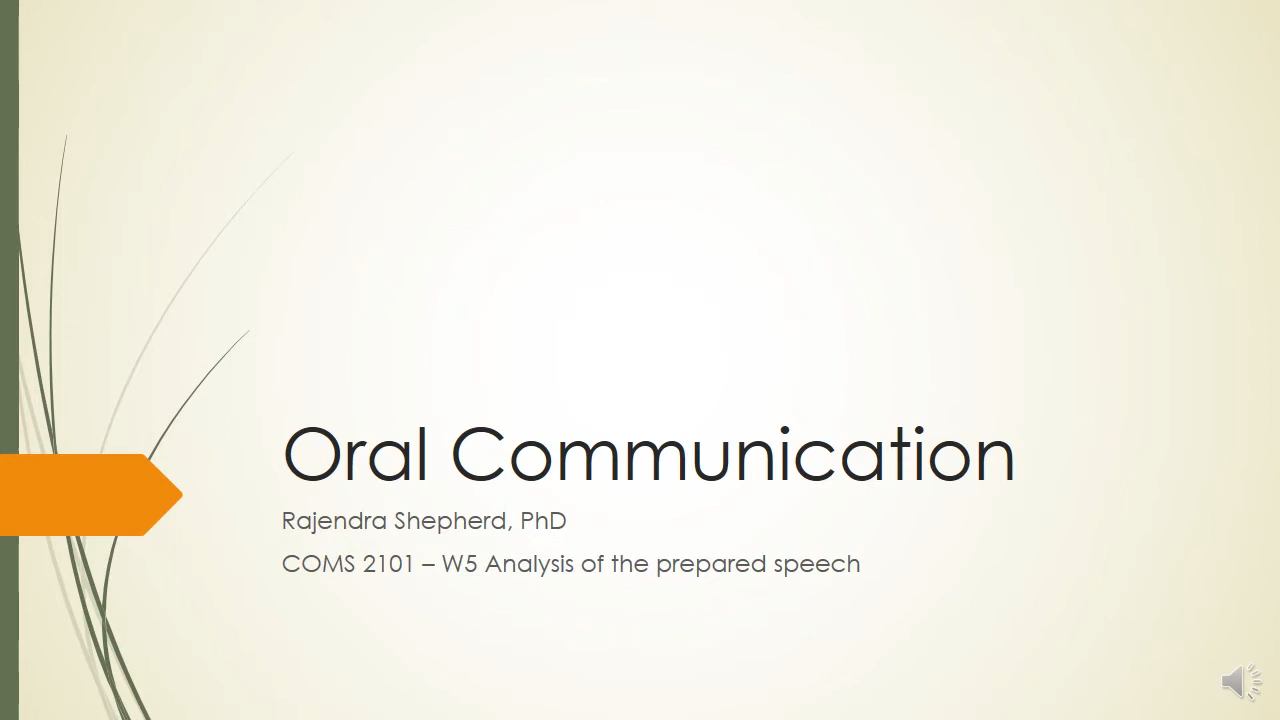 Oral Communication
Rajendra Shepherd, PhD
COMS 2101 – W5 Analysis of the prepared speech